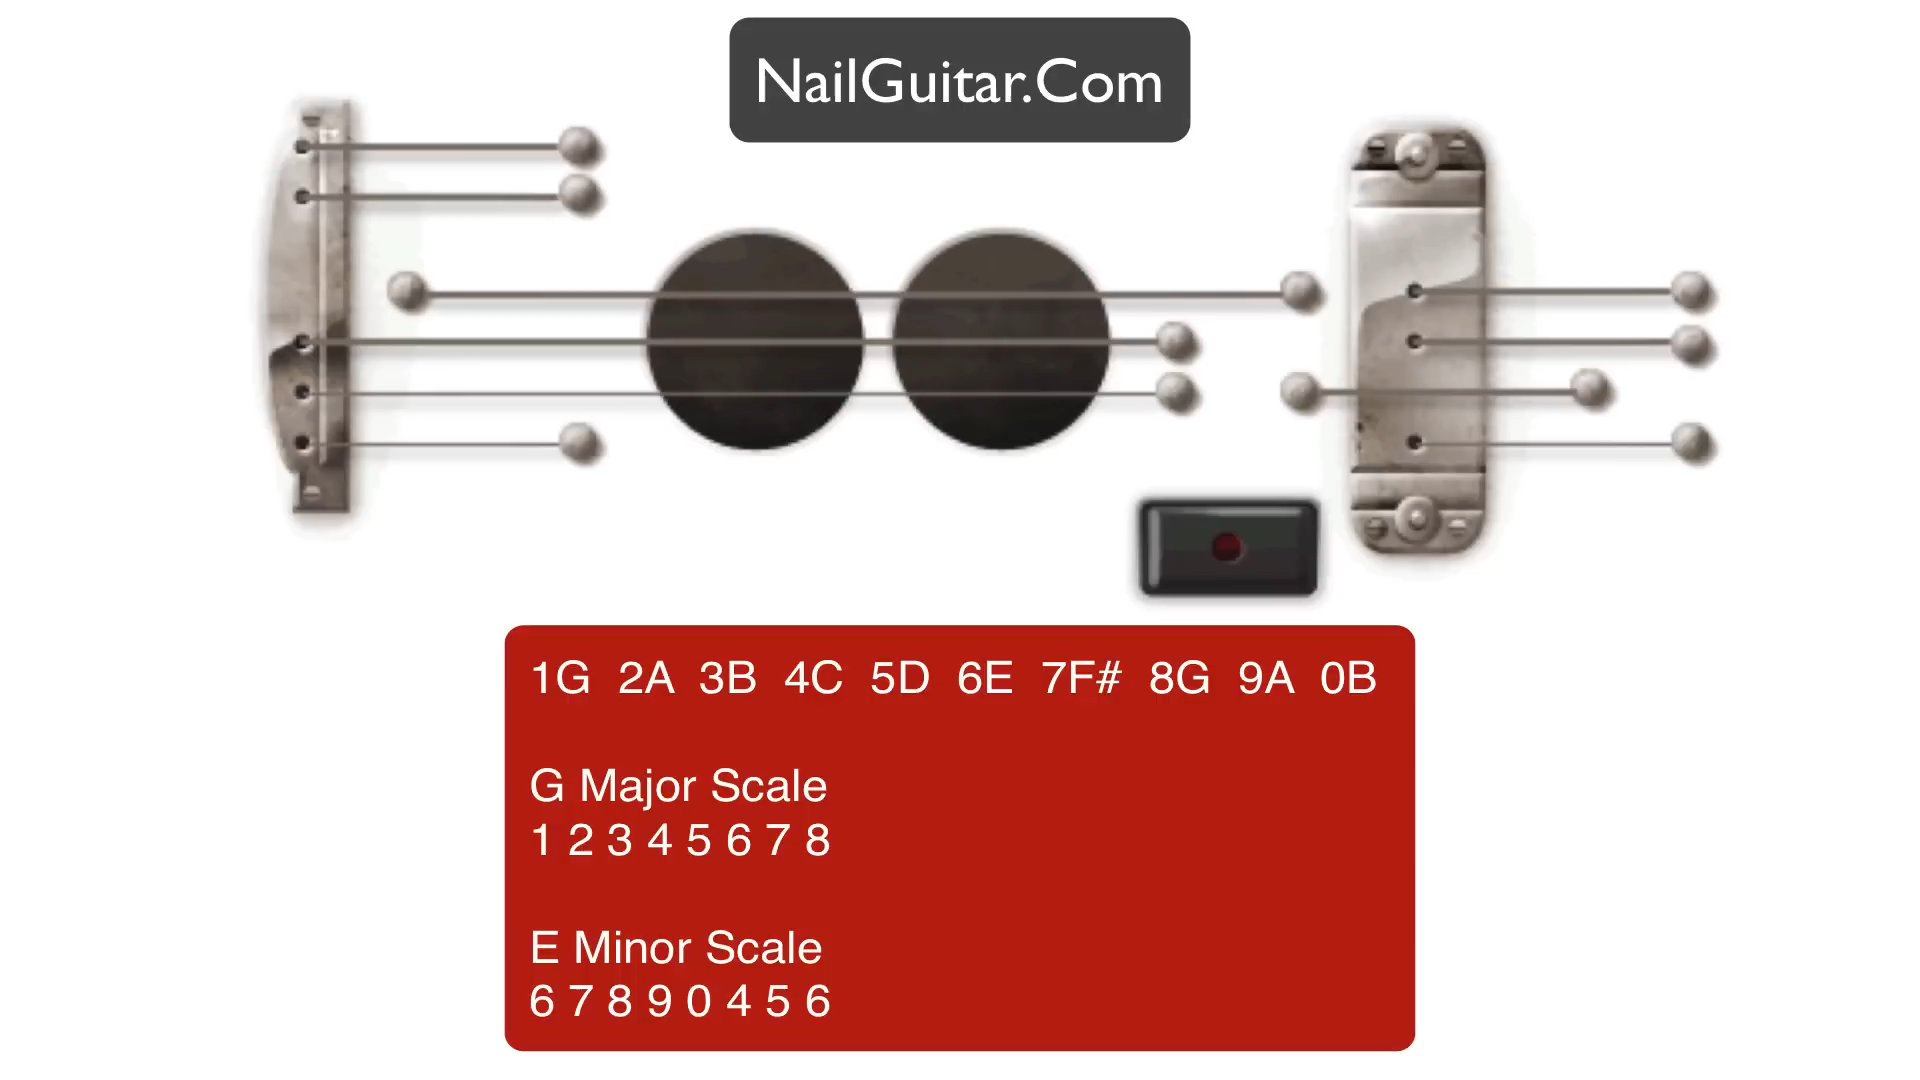 NailGuitar.Com
1G 2A 3B 4C 5D 6E 7F# 8G 9A 0B
G Major Scale
1 2 3 4 5 6 7 8
E Minor Scale
6 7 8 9 0 4 5 6